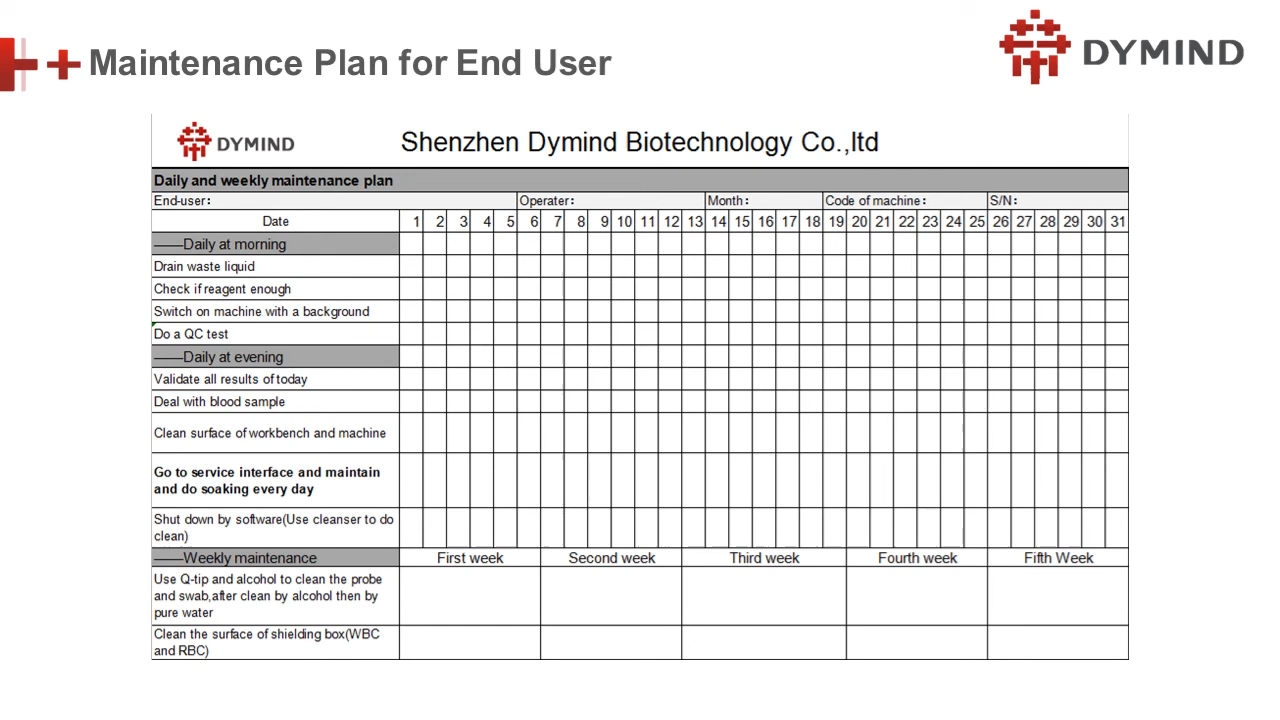 Maintenance Plan for End User
DYMIND
DYMIND
Shenzhen Dymind Biotechnology Co.,ltd
Daily and weekly maintenance plan
End-user: Operater: Month: Code of machine: S/N:
Date 1 2 3 4 5 6 7 8 9 10 11 12 13 14 15 16 17 18 19 20 21 22 23 24 25 26 27 28 29 30 31
——Daily at morning
Drain waste liquid
Check if reagent enough
Switch on machine with a background
Do a QC test
——Daily at evening
Validate all results of today
Deal with blood sample
Clean surface of workbench and machine
Go to service interface and maintain
and do soaking every day
Shut down by software(Use cleanser to do
clean)
——Weekly maintenance First week Second week Third week Fourth week Fifth Week
Use Q-tip and alcohol to clean the probe
and swab,after clean by alcohol then by
pure water
Clean the surface of shielding box(WBC
and RBC)